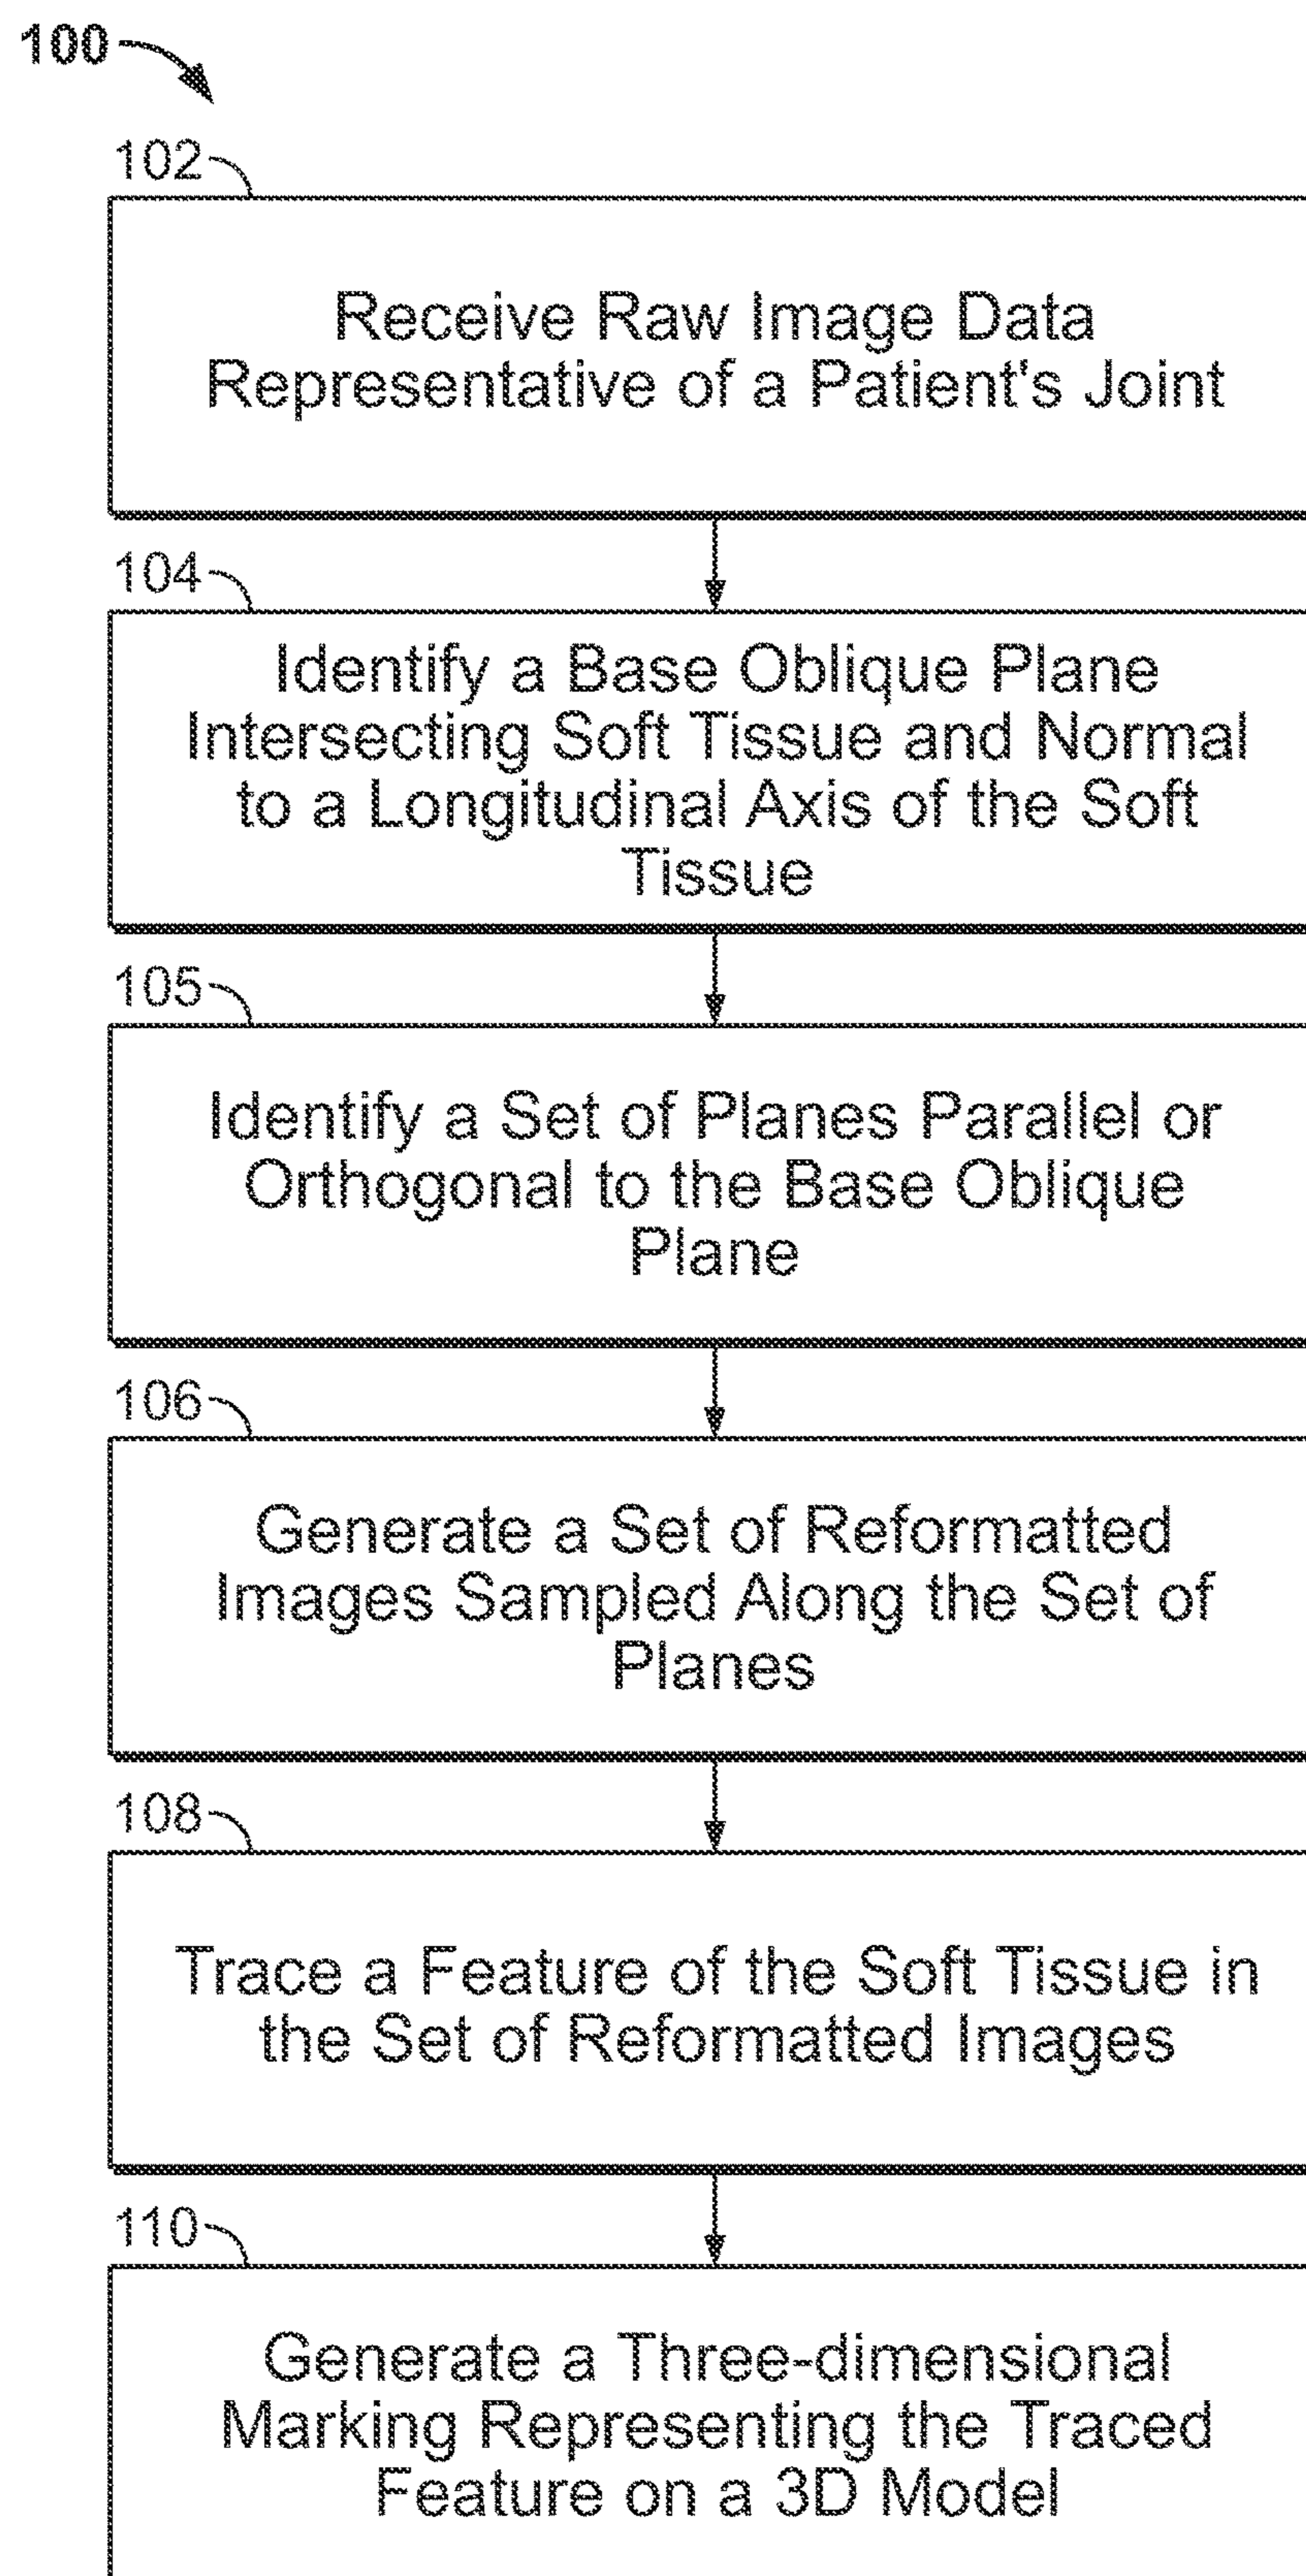 100
102
Receive Raw Image Data
Representative of a Patient's Joint
104
Identify a Base Oblique Plane
Intersecting Soft Tissue and Normal
to a Longitudinal Axis of the Soft
Tissue
105
Identify a Set of Planes Parallel or
Orthogonal to the Base Oblique
Plane
106
Generate a Set of Reformatted
Images Sampled Along the Set of
Planes
108
Trace a Feature of the Soft Tissue in
the Set of Reformatted Images
110
Generate a Three-dimensional
Marking Representing the Traced
Feature on a 3D Model